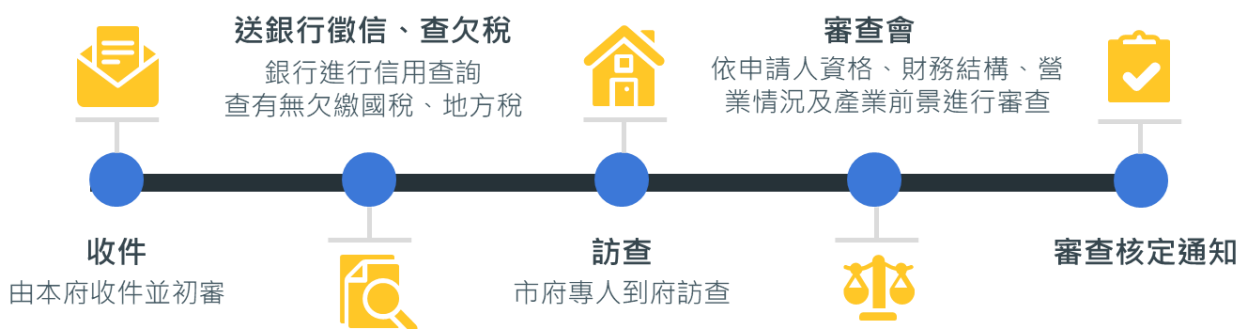 收件
由本府收件並初審
送銀行徵信、查欠稅
銀行進行信用查詢
查有無欠繳國稅、地方稅
訪查
市府專人到府訪查
審查會
依申請人資格、財務結構、營
業情況及產業前景進行審查
審查核定通知